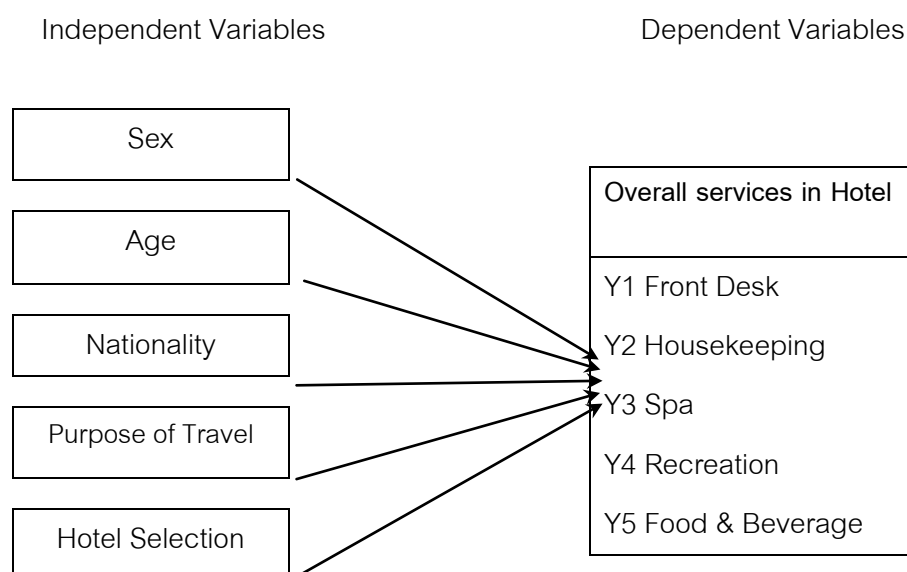 Independent Variables
Dependent Variables
Sex
Age
Nationality
Purpose of Travel
Hotel Selection
Overall services in Hotel
Y1 Front Desk
Y2 Housekeeping
Y3 Spa
Y4 Recreation
Y5 Food & Beverage